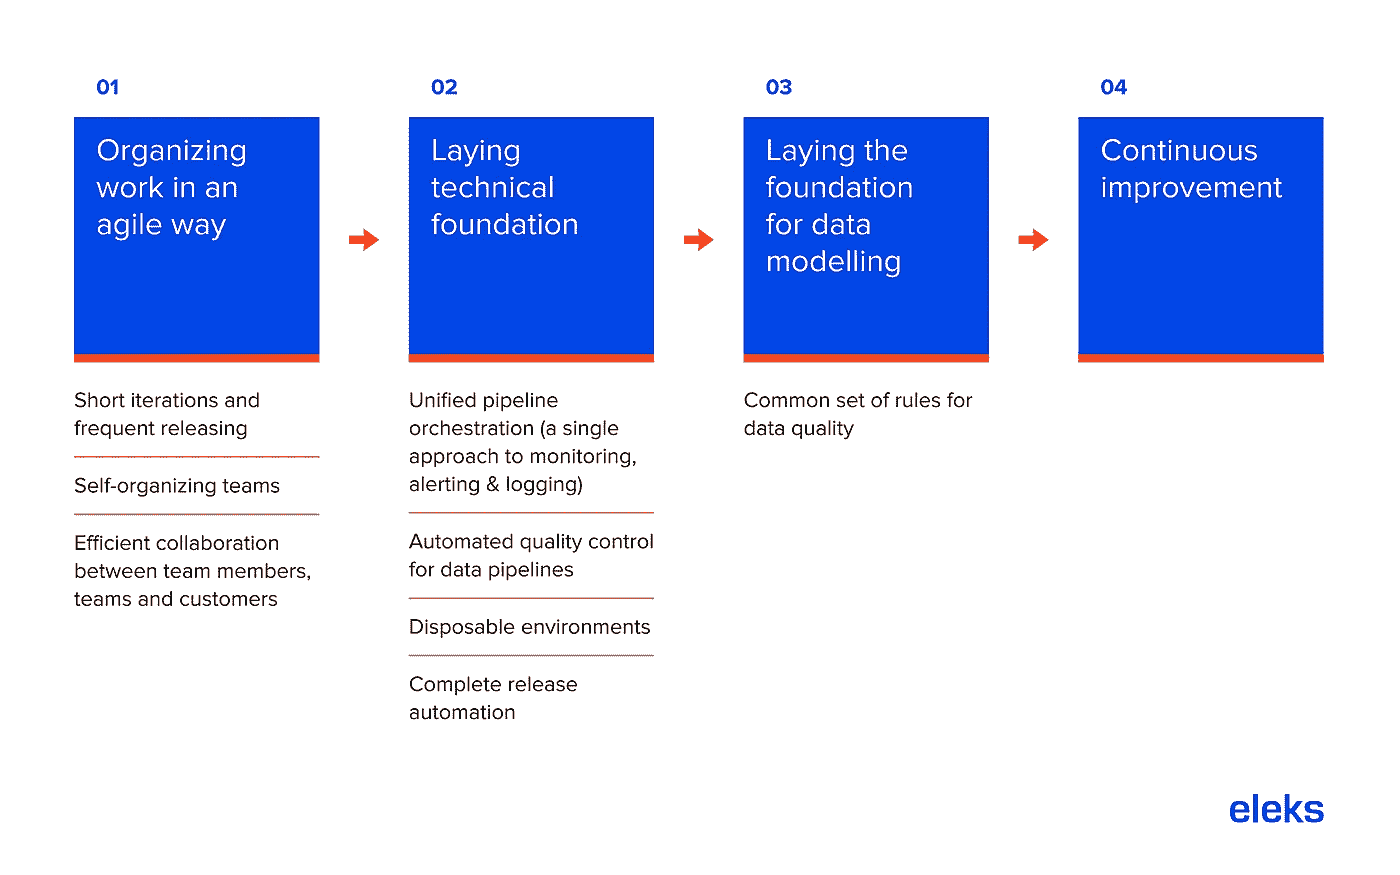 01
Organizing
work in an
agile way
Short iterations and
frequent releasing
Self-organizing teams
Efficient collaboration
between team members,
teams and customers
02
Laying
technical
foundation
Unified pipeline
orchestration (a single
approach to monitoring,
alerting & logging)
Automated quality control
for data pipelines
Disposable environments
Complete release
automation
03
Laying the
foundation
for data
modelling
Common set of rules for
data quality
04
Continuous
improvement
eleks